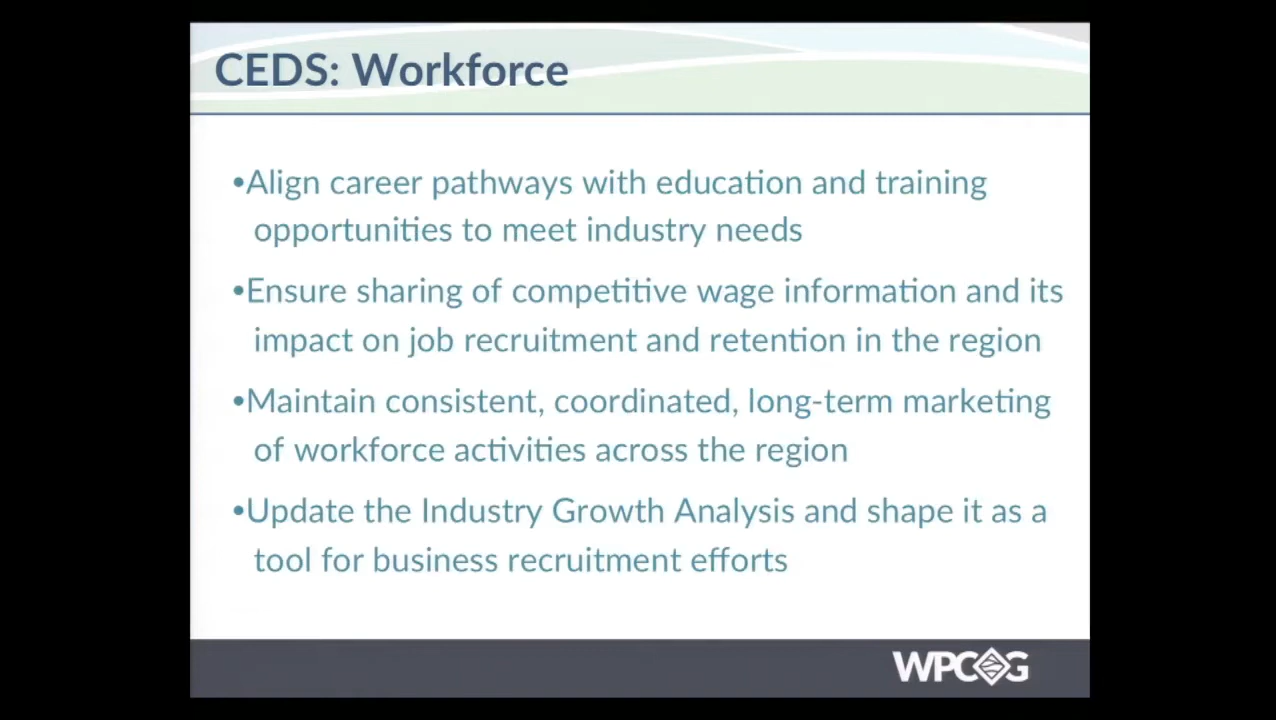 CEDS: Workforce
•Align career pathways with education and training
opportunities to meet industry needs
•Ensure sharing of competitive wage information and its
impact on job recruitment and retention in the region
•Maintain consistent, coordinated, long-term marketing
of workforce activities across the region
•Update the Industry Growth Analysis and shape it as a
tool for business recruitment efforts
WPCOG